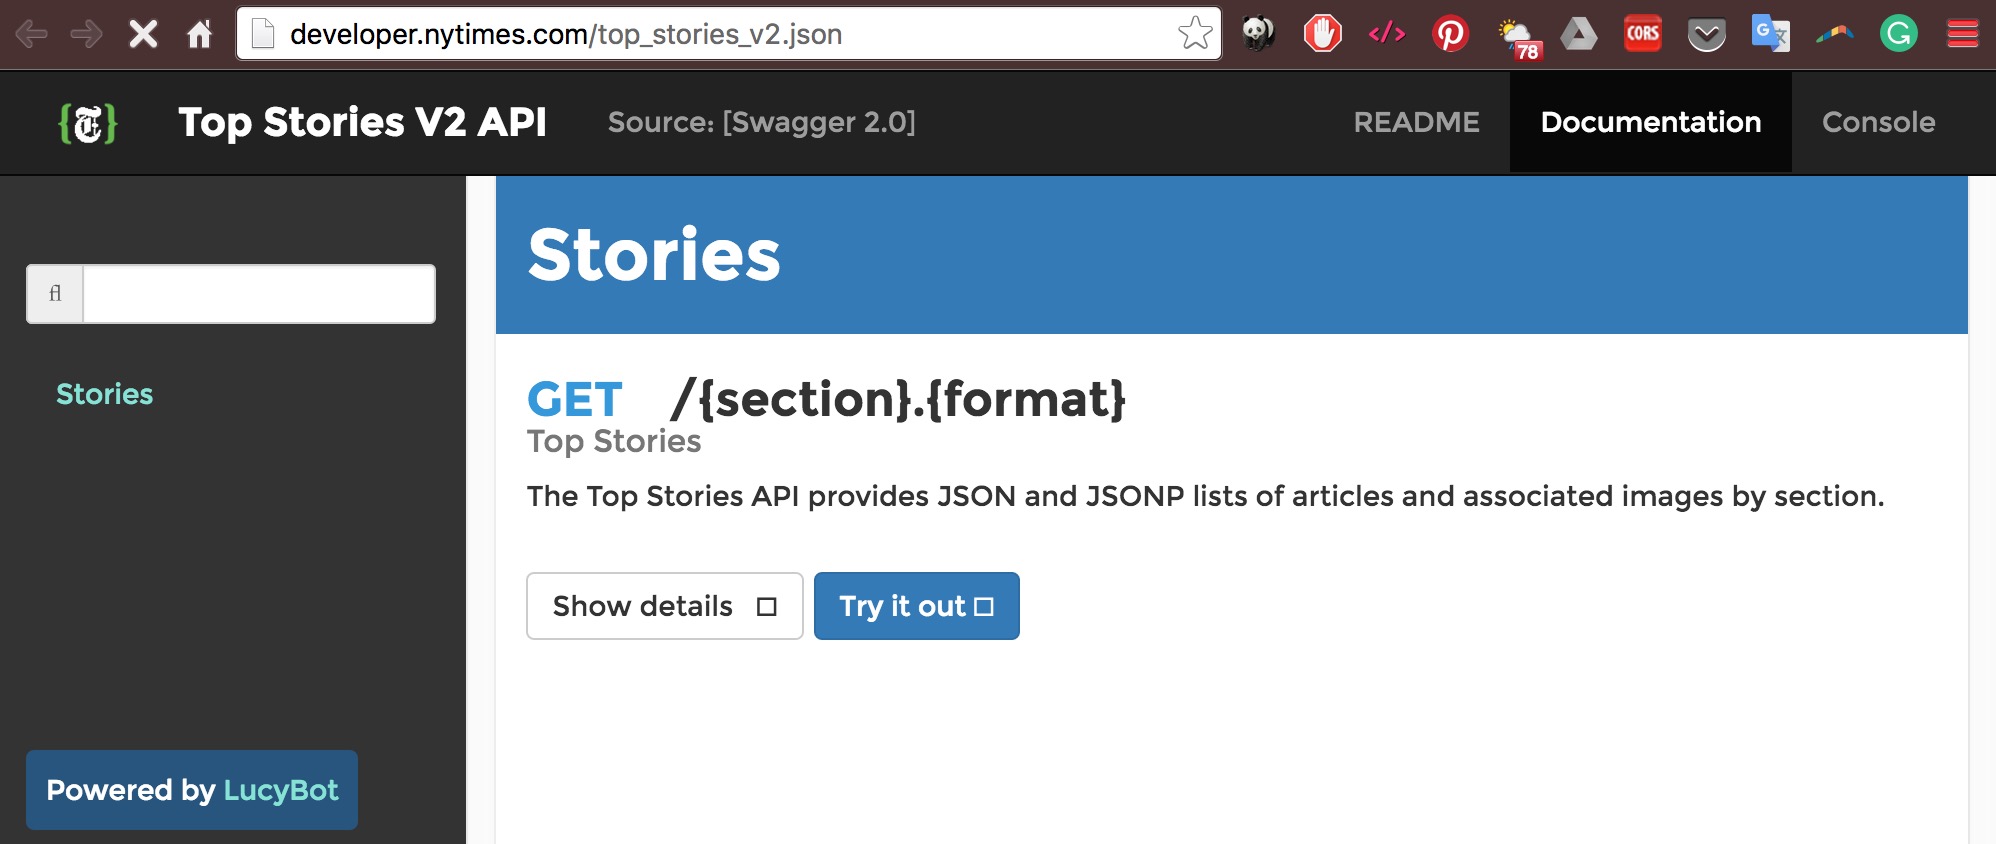 developer.nytimes.com/top_stories_v2.json
78
CORS
Top Stories V2 API
Source: [Swagger 2.0]
README
Documentation
Console
Stories
Stories
GET /{section}.{format}
Top Stories
The Top Stories API provides JSON and JSONP lists of articles and associated images by section.
Show details
Try it out
Powered by LucyBot